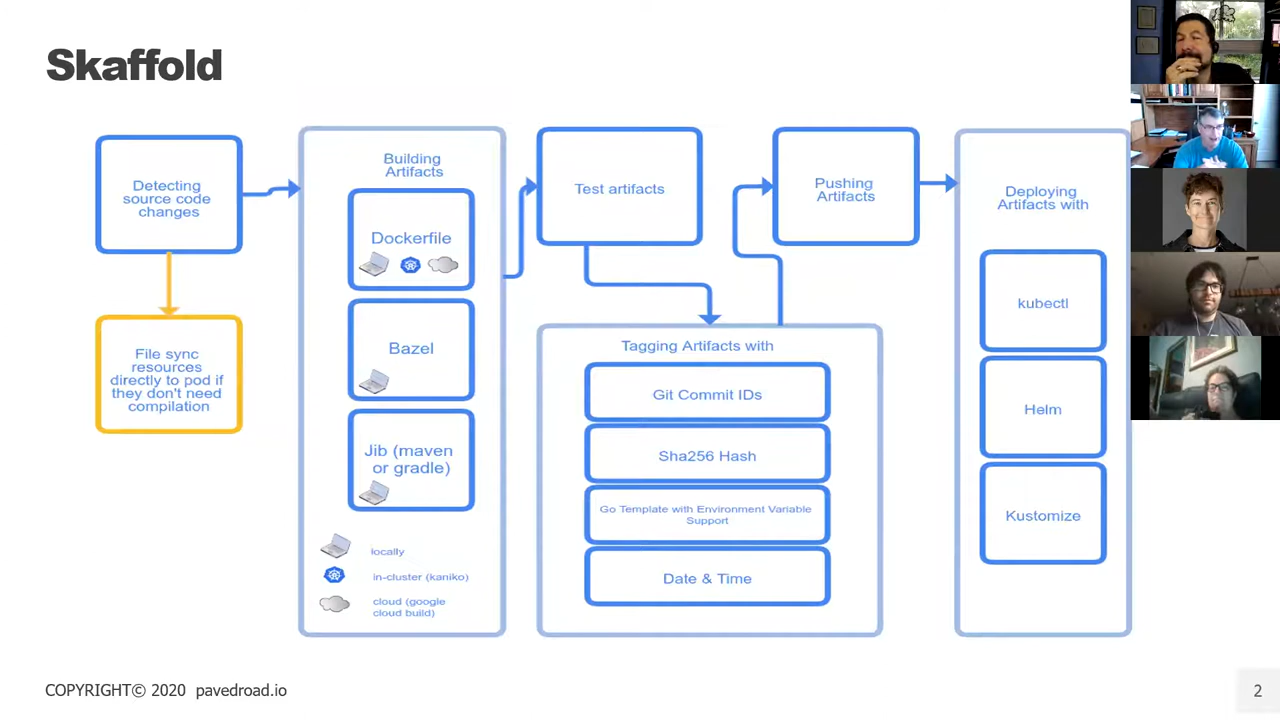 Skaffold
Detecting
source code
changes
File sync
resources
directly to pod if
they don't need
compilation
Building
Artifacts
Dockerfile
Bazel
Jib (maven
or gradle)
locally
in-cluster (kaniko)
cloud (google
cloud build)
Test artifacts
Tagging Artifacts with
Git Commit IDs
Sha256 Hash
Go Template with Environment Variable
Support
Date & Time
Pushing
Artifacts
Deploying
Artifacts with
kubectl
Helm
Kustomize
COPYRIGHT© 2020 pavedroad.io
2